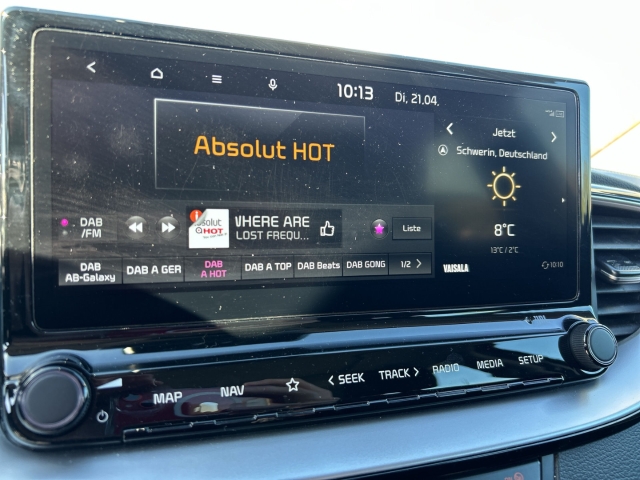 10:13
Di, 21.04.
Absolut HOT
Jetzt
Schwerin, Deutschland
8°C
13°C / 2°C
VAISALA
10:10
DAB
/FM
HOT
WHERE ARE
LOST FREQU...
Liste
DAB
AB-Galaxy
DAB A GER
DAB
A HOT
DAB A TOP
DAB Beats
DAB GONG
1/2
MAP
NAV
SEEK
TRACK
RADIO
MEDIA
SETUP